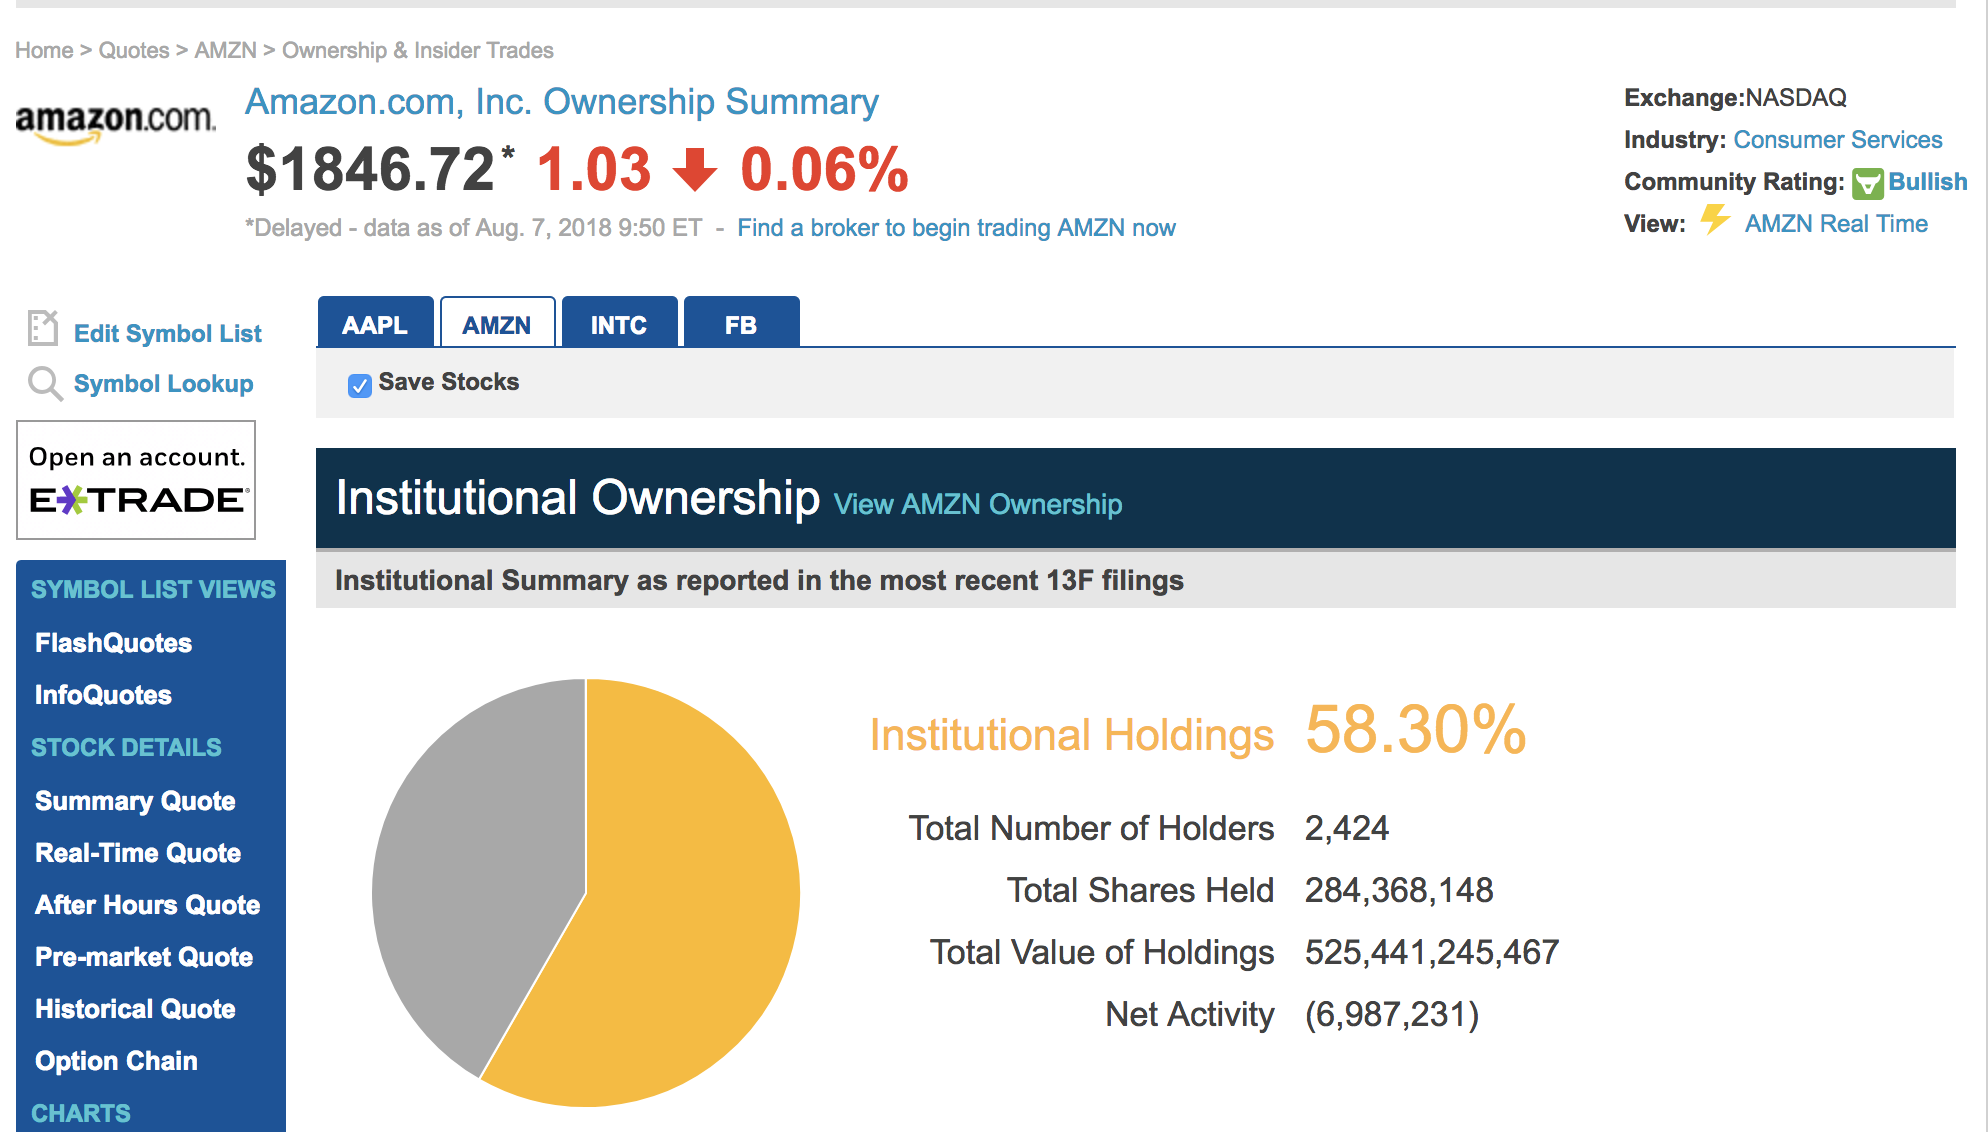 Home > Quotes > AMZN > Ownership & Insider Trades
amazon.com.
Amazon.com, Inc. Ownership Summary
$1846.72* 1.03 0.06%
*Delayed - data as of Aug. 7, 2018 9:50 ET - Find a broker to begin trading AMZN now
Exchange:NASDAQ
Industry: Consumer Services
Community Rating: Bullish
View: AMZN Real Time
Edit Symbol List
Symbol Lookup
Open an account.
E*TRADE®
SYMBOL LIST VIEWS
FlashQuotes
InfoQuotes
STOCK DETAILS
Summary Quote
Real-Time Quote
After Hours Quote
Pre-market Quote
Historical Quote
Option Chain
CHARTS
AAPL AMZN INTC FB
Save Stocks
Institutional Ownership View AMZN Ownership
Institutional Summary as reported in the most recent 13F filings
Institutional Holdings 58.30%
Total Number of Holders 2,424
Total Shares Held 284,368,148
Total Value of Holdings 525,441,245,467
Net Activity (6,987,231)